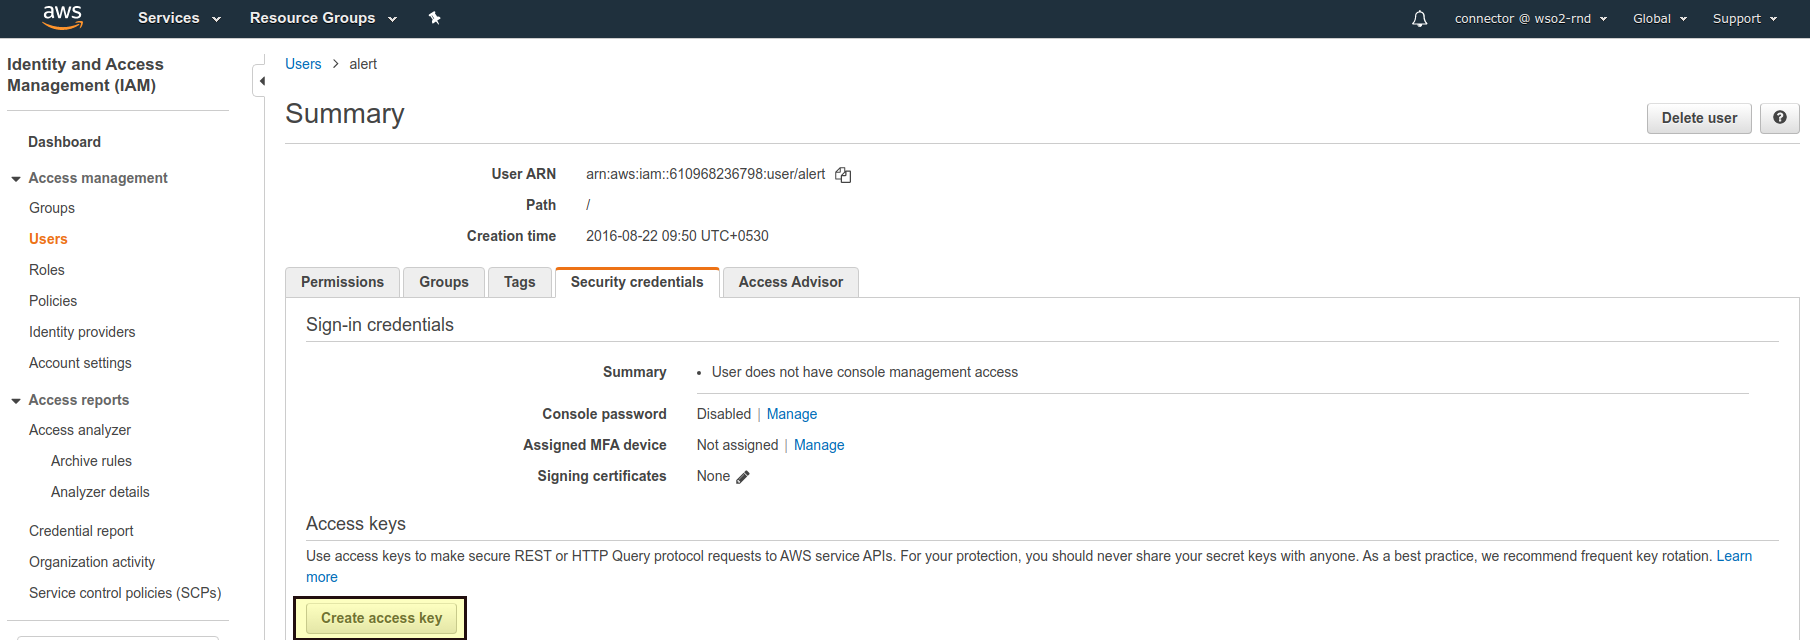 aws Services Resource Groups connector @ wso2-rnd Global Support
Identity and Access
Management (IAM)
Dashboard
Access management
Groups
Users
Roles
Policies
Identity providers
Account settings
Access reports
Access analyzer
Archive rules
Analyzer details
Credential report
Organization activity
Service control policies (SCPs)
Users > alert
Summary
Delete user
User ARN arn:aws:iam::610968236798:user/alert
Path /
Creation time 2016-08-22 09:50 UTC+0530
Permissions Groups Tags Security credentials Access Advisor
Sign-in credentials
Summary • User does not have console management access
Console password Disabled | Manage
Assigned MFA device Not assigned | Manage
Signing certificates None
Access keys
Use access keys to make secure REST or HTTP Query protocol requests to AWS service APIs. For your protection, you should never share your secret keys with anyone. As a best practice, we recommend frequent key rotation. Learn
more
Create access key